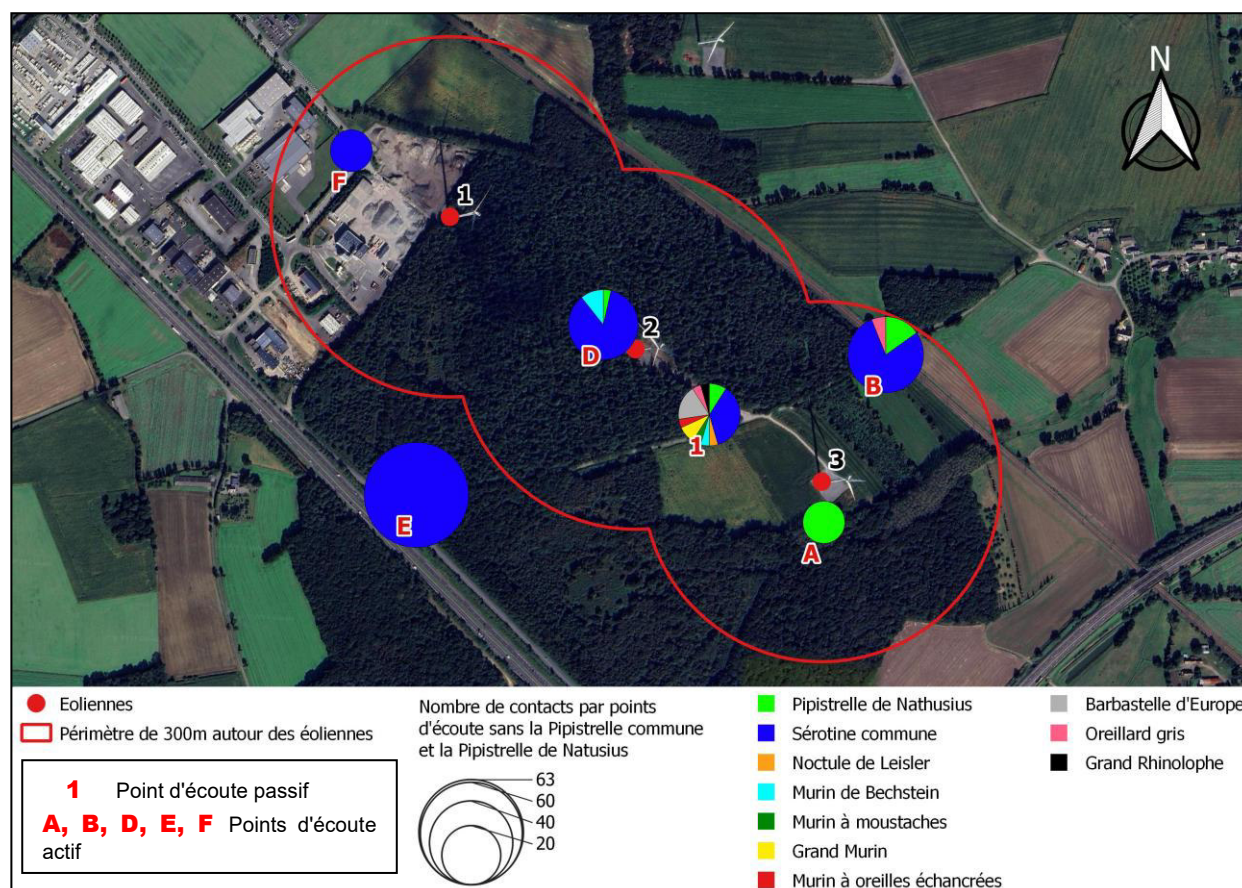 N
F
1
2
D
B
1
3
E
A
Eoliennes
Périmètre de 300m autour des éoliennes
1 Point d'écoute passif
A, B, D, E, F Points d'écoute
actif
Nombre de contacts par points
d'écoute sans la Pipistrelle commune
et la Pipistrelle de Natusius
63
60
40
20
Pipistrelle de Nathusius
Sérotine commune
Noctule de Leisler
Murin de Bechstein
Murin à moustaches
Grand Murin
Murin à oreilles échancrées
Barbastelle d'Europe
Oreillard gris
Grand Rhinolophe